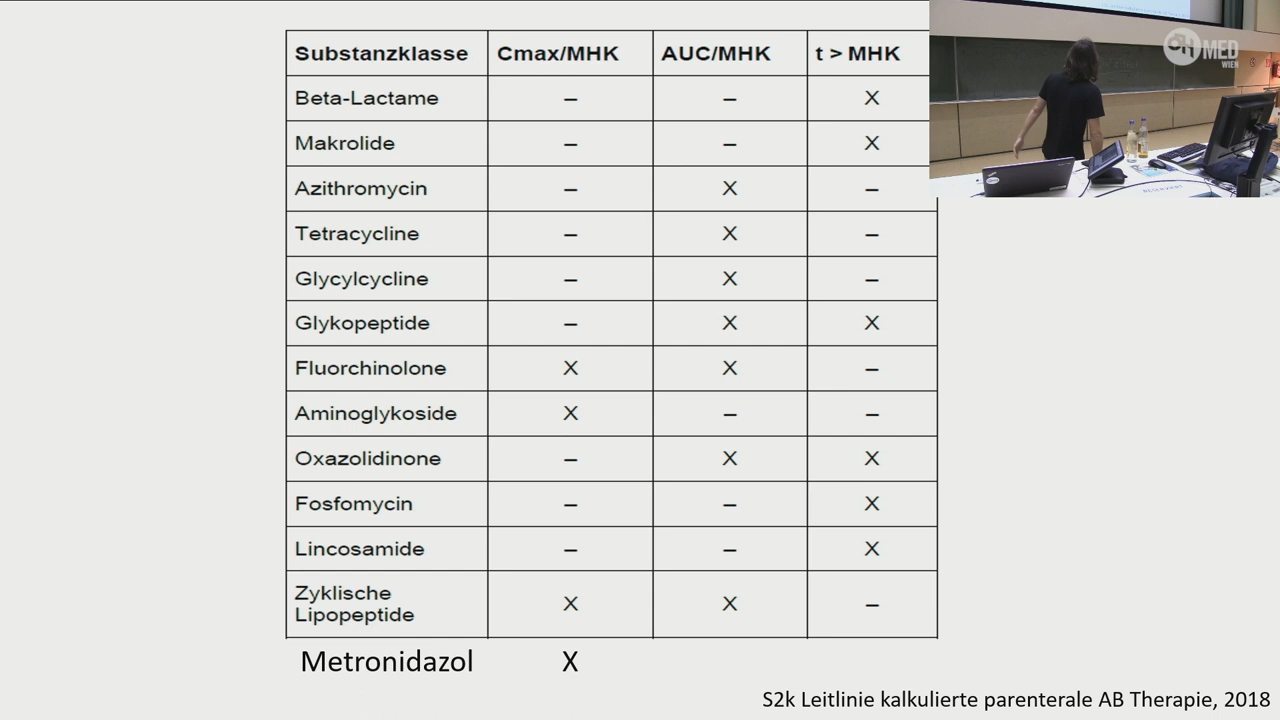 Substanzklasse Cmax/MHK AUC/MHK t > MHK
Beta-Lactame – – X
Makrolide – – X
Azithromycin – X –
Tetracycline – X –
Glycylcycline – X –
Glykopeptide – X X
Fluorchinolone X X –
Aminoglykoside X – –
Oxazolidinone – X X
Fosfomycin – – X
Lincosamide – – X
Zyklische
Lipopeptide X X –
Metronidazol X
S2k Leitlinie kalkulierte parenterale AB Therapie, 2018
MED
WIEN